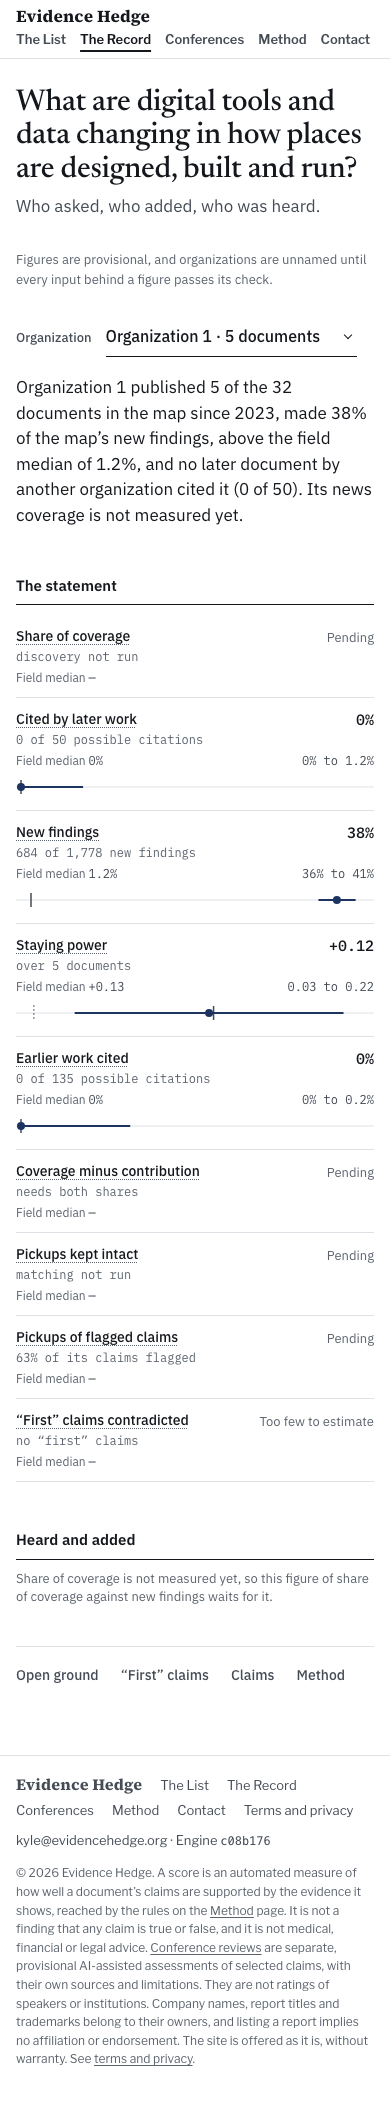 Evidence Hedge
The List The Record Conferences Method Contact
What are digital tools and
data changing in how places
are designed, built and run?
Who asked, who added, who was heard.
Figures are provisional, and organizations are unnamed until
every input behind a figure passes its check.
Organization Organization 1 · 5 documents
Organization 1 published 5 of the 32
documents in the map since 2023, made 38%
of the map’s new findings, above the field
median of 1.2%, and no later document by
another organization cited it (0 of 50). Its news
coverage is not measured yet.
The statement
Share of coverage Pending
discovery not run
Field median —
Cited by later work 0%
0 of 50 possible citations
Field median 0% 0% to 1.2%
New findings 38%
684 of 1,778 new findings
Field median 1.2% 36% to 41%
Staying power +0.12
over 5 documents
Field median +0.13 0.03 to 0.22
Earlier work cited 0%
0 of 135 possible citations
Field median 0% 0% to 0.2%
Coverage minus contribution Pending
needs both shares
Field median —
Pickups kept intact Pending
matching not run
Field median —
Pickups of flagged claims Pending
63% of its claims flagged
Field median —
“First” claims contradicted Too few to estimate
no “first” claims
Field median —
Heard and added
Share of coverage is not measured yet, so this figure of share
of coverage against new findings waits for it.
Open ground “First” claims Claims Method
Evidence Hedge The List The Record
Conferences Method Contact Terms and privacy
kyle@evidencehedge.org · Engine c08b176
© 2026 Evidence Hedge. A score is an automated measure of
how well a document’s claims are supported by the evidence it
shows, reached by the rules on the Method page. It is not a
finding that any claim is true or false, and it is not medical,
financial or legal advice. Conference reviews are separate,
provisional AI-assisted assessments of selected claims, with
their own sources and limitations. They are not ratings of
speakers or institutions. Company names, report titles and
trademarks belong to their owners, and listing a report implies
no affiliation or endorsement. The site is offered as it is, without
warranty. See terms and privacy.